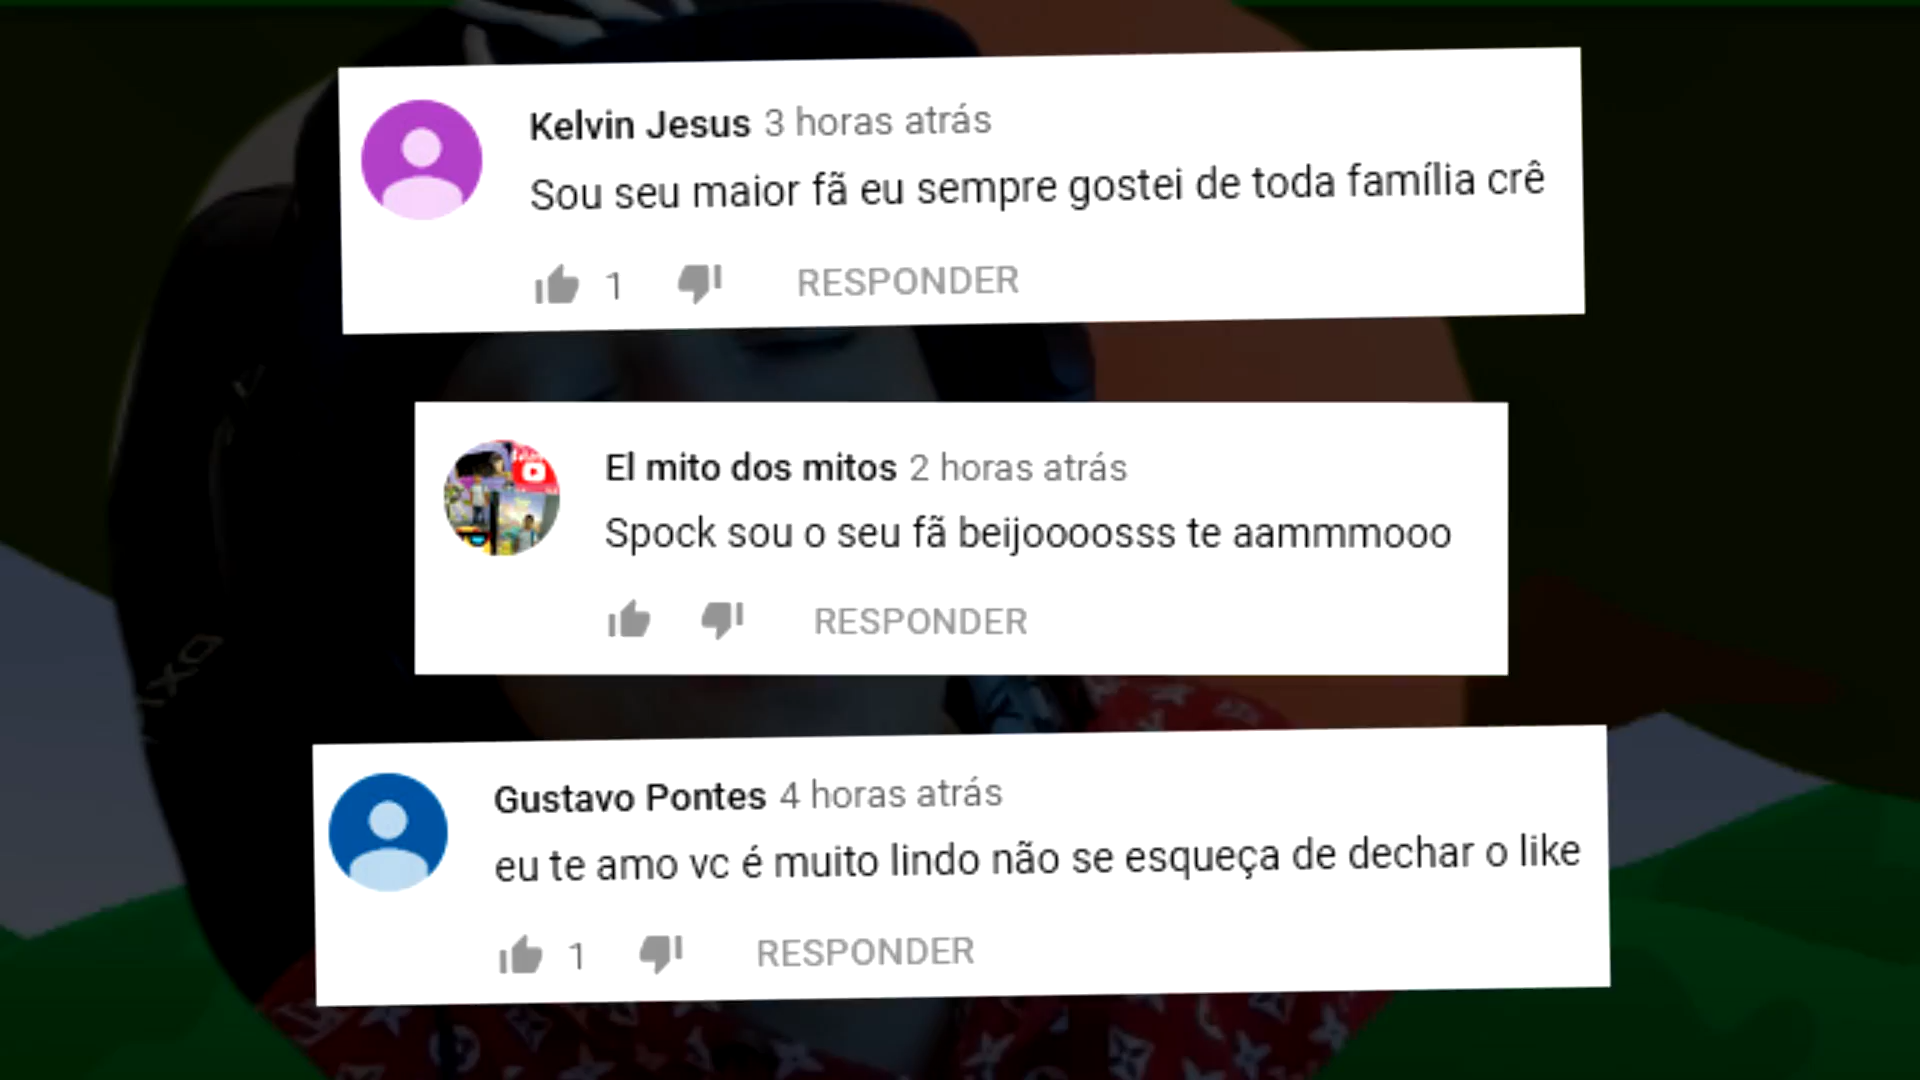 Kelvin Jesus 3 horas atrás
Sou seu maior fã eu sempre gostei de toda família crê
1 RESPONDER
El mito dos mitos 2 horas atrás
Spock sou o seu fã beijoooosss te aammmooo
RESPONDER
Gustavo Pontes 4 horas atrás
eu te amo vc é muito lindo não se esqueça de dechar o like
1 RESPONDER